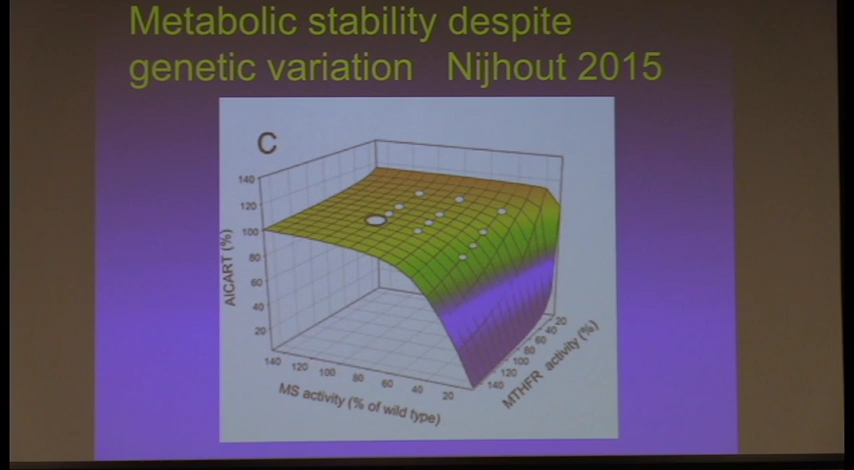 Metabolic stability despite
genetic variation Nijhout 2015
C
140
120
100
80
60
40
20
AICART (%)
140 120 100 80 60 40 20
MS activity (% of wild type)
140 120 100 80 60 40 20
MTHFR activity (%)